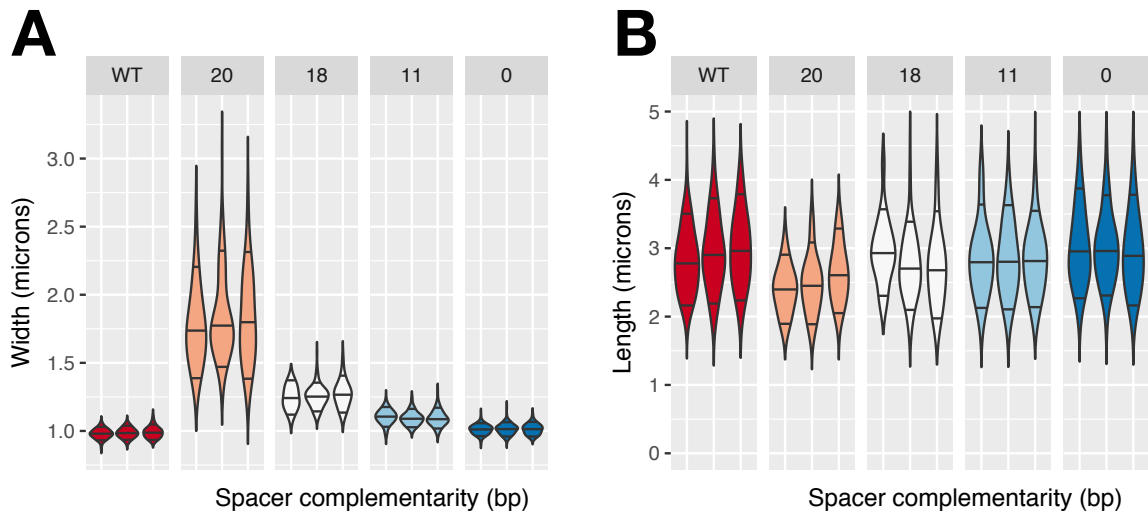 A
WT 20 18 11 0
Width (microns)
3.0
2.5
2.0
1.5
1.0
Spacer complementarity (bp)
B
WT 20 18 11 0
Length (microns)
5
4
3
2
1
0
Spacer complementarity (bp)